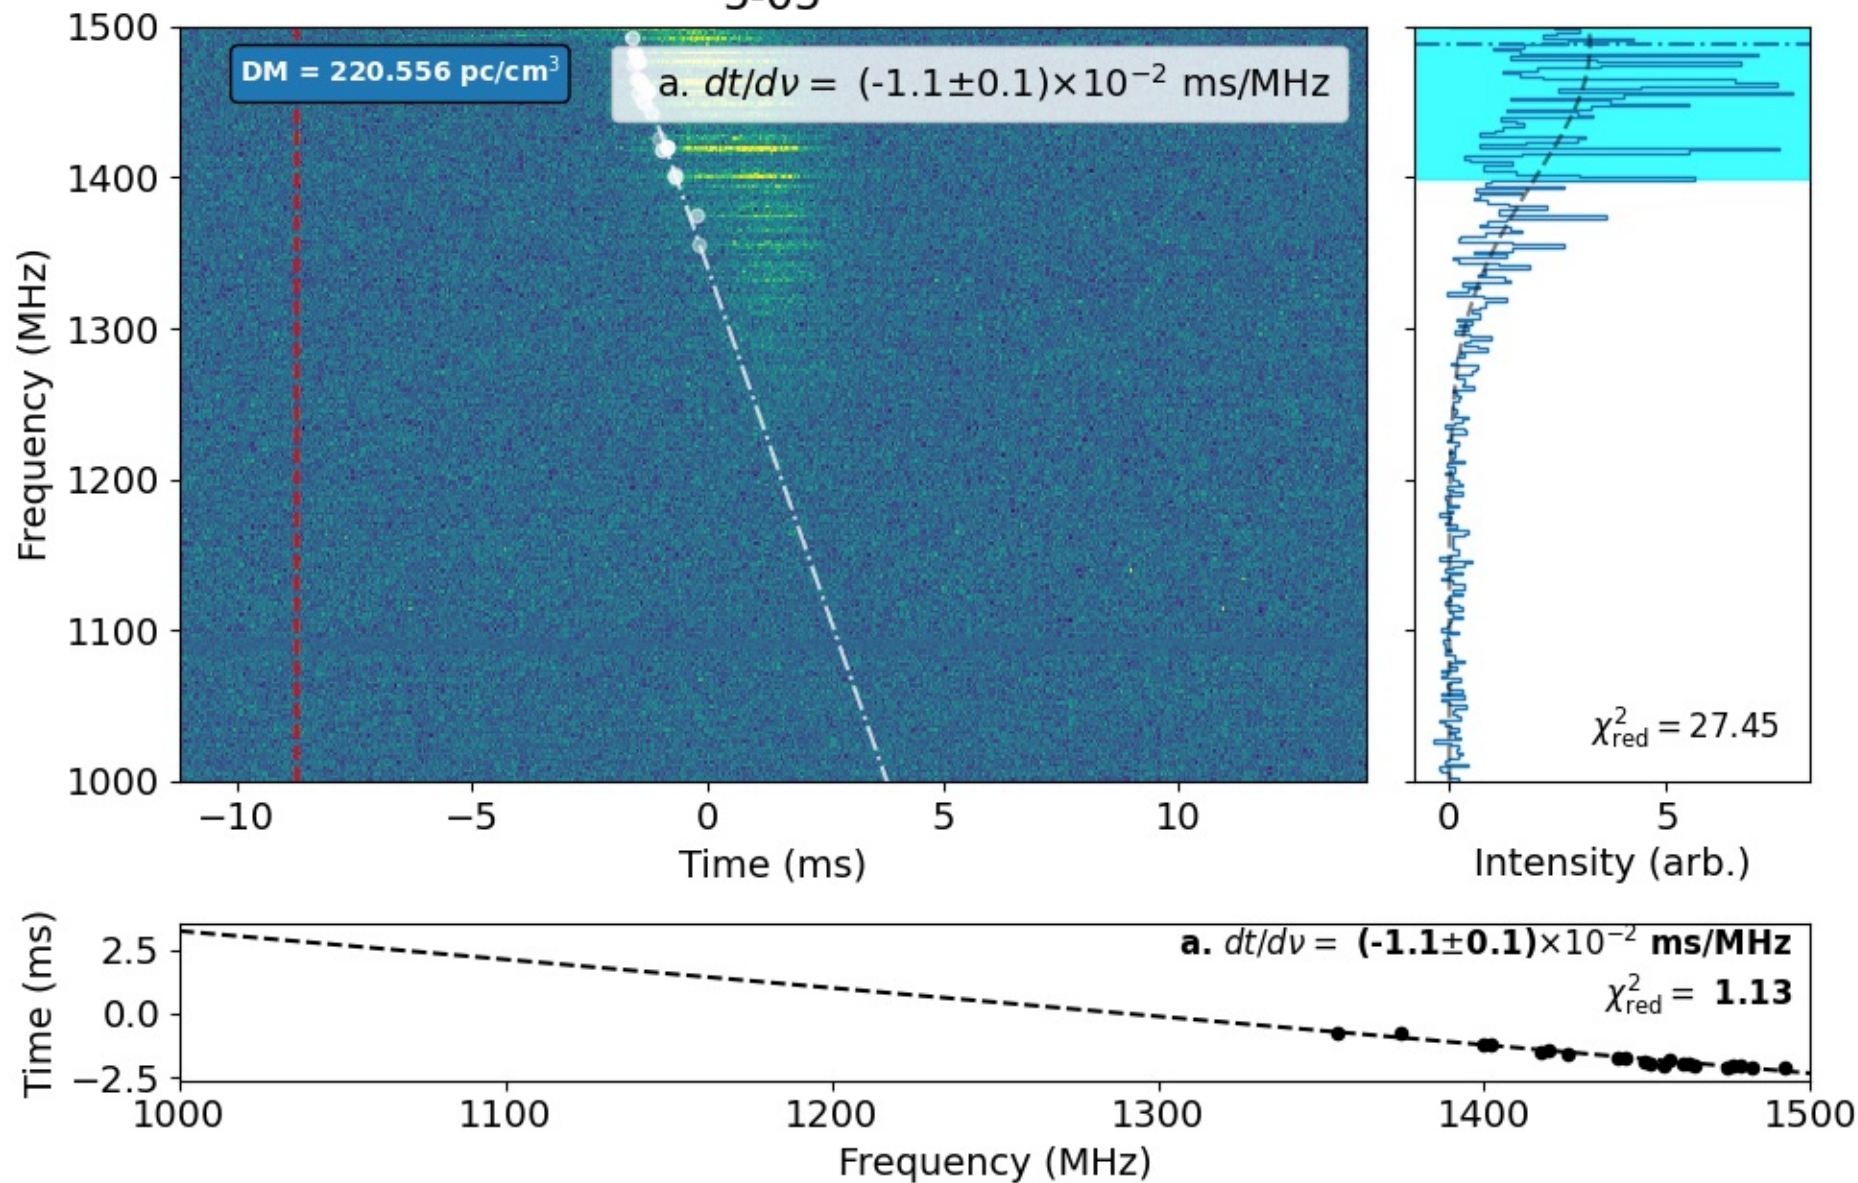 DM = 220.556 pc/cm³
a. dt/dν = (-1.1±0.1)×10⁻² ms/MHz
1500
1400
1300
1200
1100
1000
Frequency (MHz)
−10 −5 0 5 10
Time (ms)
χ²red = 27.45
0 5
Intensity (arb.)
a. dt/dν = (-1.1±0.1)×10⁻² ms/MHz
χ²red = 1.13
2.5
0.0
−2.5
Time (ms)
1000 1100 1200 1300 1400 1500
Frequency (MHz)